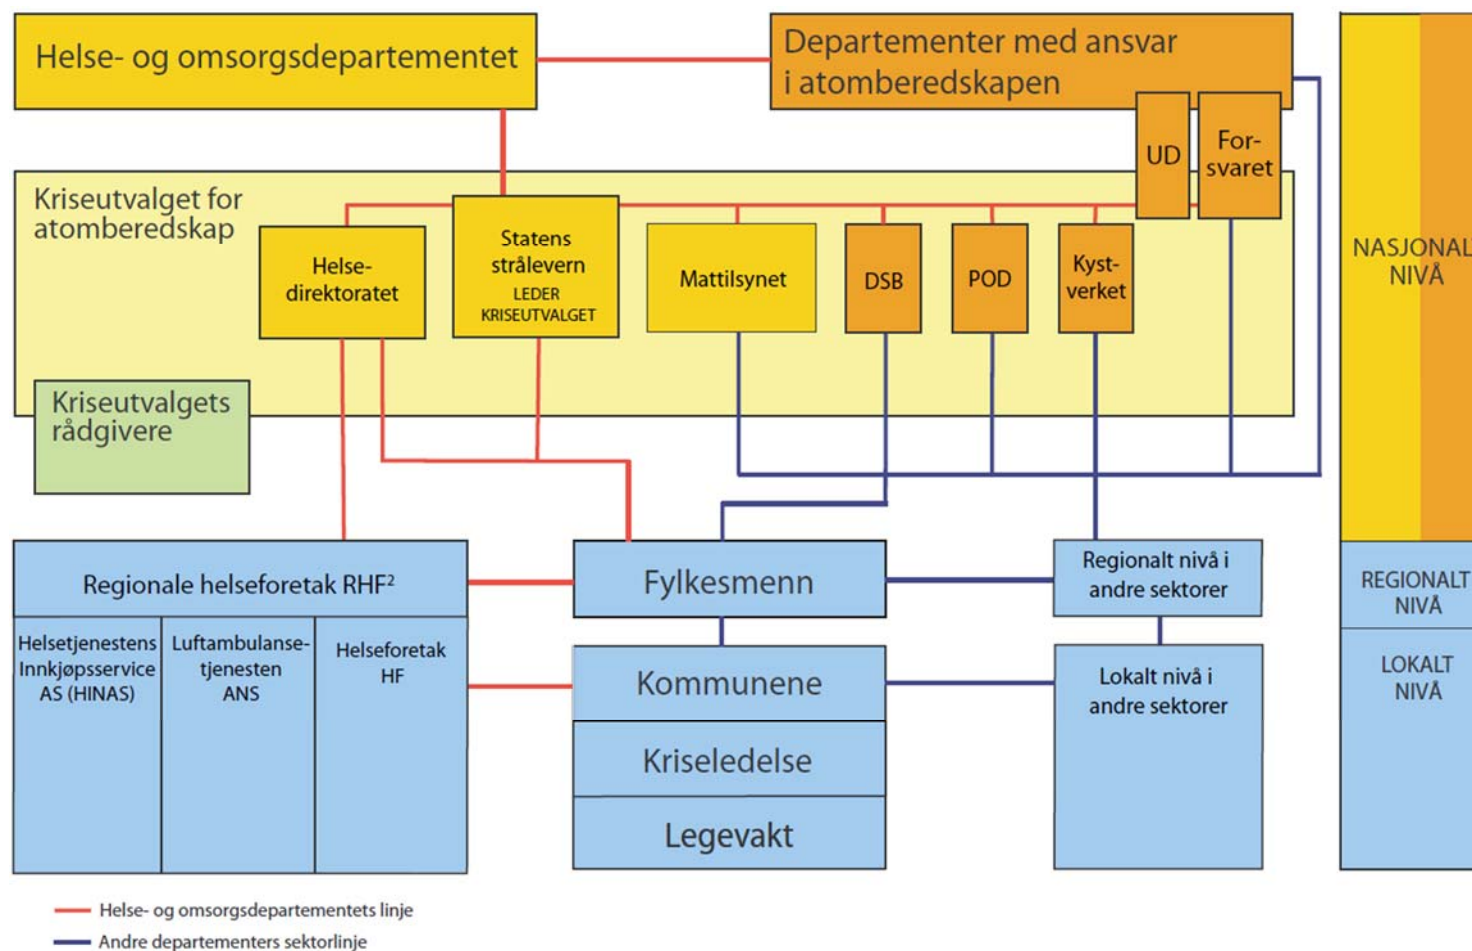 Helse- og omsorgsdepartementet
Departementer med ansvar
i atomberedskapen
UD
For-
svaret
Kriseutvalget for
atomberedskap
Helse-
direktoratet
Statens
strålevern
LEDER
KRISEUTVALGET
Mattilsynet
DSB
POD
Kyst-
verket
NASJONALT
NIVÅ
Kriseutvalgets
rådgivere
Regionale helseforetak RHF²
Fylkesmenn
Regionalt nivå i
andre sektorer
REGIONALT
NIVÅ
Helsetjenestens
Innkjøpsservice
AS (HINAS)
Luftambulanse-
tjenesten
ANS
Helseforetak
HF
Kommunene
Kriseledelse
Legevakt
Lokalt nivå i
andre sektorer
LOKALT
NIVÅ
Helse- og omsorgsdepartementets linje
Andre departementers sektorlinje